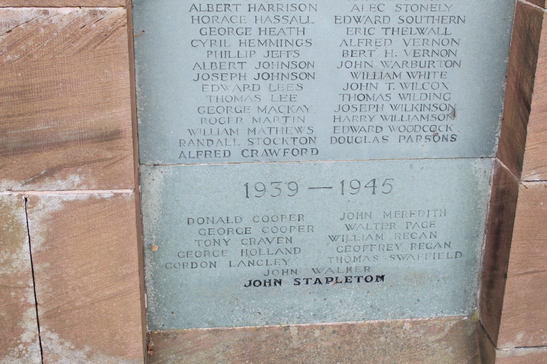 ALBERT HARRISON ALEC STONELY
HORACE HASSALL EDWARD SOUTHERN
GEORGE HEATH ERIC THELWALL
CYRIL HEMMINGS ALFRED VERNON
PHILLIP JEFFS BERT H. VERNON
ALBERT JOHNSON JOHN WARBURTON
JOSEPH JOHNSON WILLIAM WHITE
EDWARD LEES JOHN T. WILCOX
THOMAS LEE THOMAS WILDING
GEORGE MACKAY JOSEPH WILKINSON
ROGER MARTIN HARRY WILLIAMSON
WILLIAM MATHEWS EDWARD WOODCOCK
RANDALL STOCKTON DOUGLAS PARSONS
ALFRED CRAWFORD
1939 — 1945
DONALD COOPER JOHN MEREDITH
GEORGE COOPER WALTER PAGE
TONY CRAVEN WILLIAM REGAN
GEORGE HOLLAND GEOFFREY REGAN
GORDON LANGLEY THOMAS SWAFFIELD
JOHN WALKER
JOHN STAPLETON